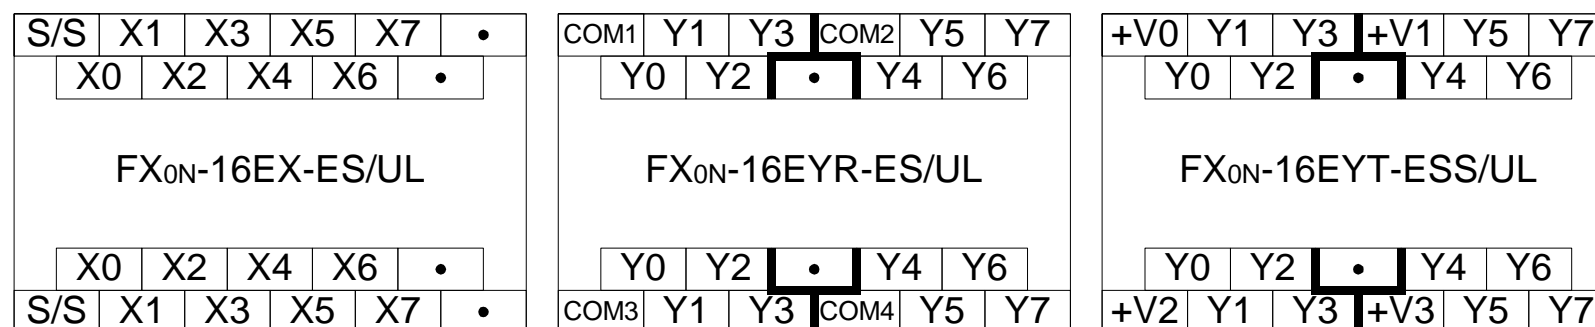 S/S X1 X3 X5 X7 •
X0 X2 X4 X6 •
FX0N-16EX-ES/UL
X0 X2 X4 X6 •
S/S X1 X3 X5 X7 •
COM1 Y1 Y3 COM2 Y5 Y7
Y0 Y2 • Y4 Y6
FX0N-16EYR-ES/UL
Y0 Y2 • Y4 Y6
COM3 Y1 Y3 COM4 Y5 Y7
+V0 Y1 Y3 +V1 Y5 Y7
Y0 Y2 • Y4 Y6
FX0N-16EYT-ESS/UL
Y0 Y2 • Y4 Y6
+V2 Y1 Y3 +V3 Y5 Y7